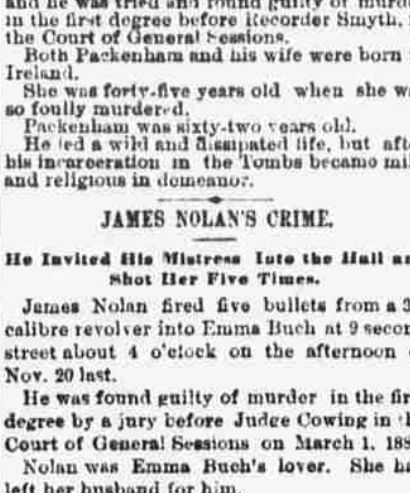 and he was tried and found guilty of murder
in the first degree before Recorder Smyth,
the Court of General Sessions.
Both Packenham and his wife were born
Ireland.
She was forty-five years old when she wa
so foully murdered.
Packenham was sixty-two years old.
He led a wild and dissipated life, but afte
his incarceration in the Tombs became mil
and religious in demeanor.
JAMES NOLAN'S CRIME.
He Invited His Mistress Into the Hall an
Shot Her Five Times.
James Nolan fired five bullets from a 3
calibre revolver into Emma Buch at 9 secon
street about 4 o'clock on the afternoon
Nov. 20 last.
He was found guilty of murder in the fir
degree by a jury before Judge Cowing in th
Court of General Sessions on March 1, 188
Nolan was Emma Buch's lover. She ha
left her husband for him.